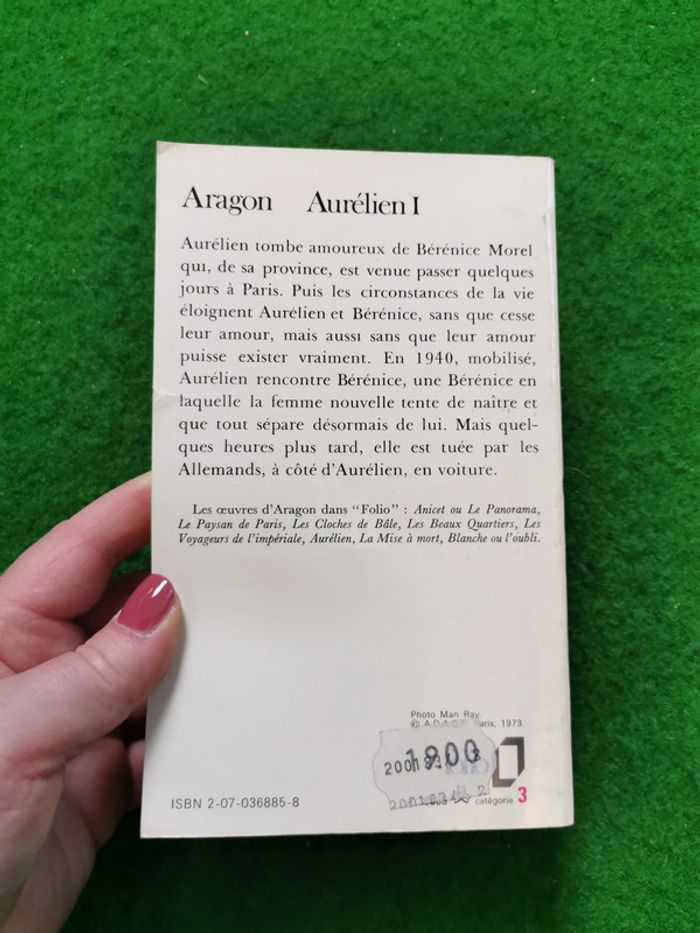 Aragon Aurélien I
Aurélien tombe amoureux de Bérénice Morel
qui, de sa province, est venue passer quelques
jours à Paris. Puis les circonstances de la vie
éloignent Aurélien et Bérénice, sans que cesse
leur amour, mais aussi sans que leur amour
puisse exister vraiment. En 1940, mobilisé,
Aurélien rencontre Bérénice, une Bérénice en
laquelle la femme nouvelle tente de naître et
que tout sépare désormais de lui. Mais quel-
ques heures plus tard, elle est tuée par les
Allemands, à côté d'Aurélien, en voiture.
Les œuvres d'Aragon dans “Folio” : Anicet ou Le Panorama,
Le Paysan de Paris, Les Cloches de Bâle, Les Beaux Quartiers, Les
Voyageurs de l'impériale, Aurélien, La Mise à mort, Blanche ou l'oubli.
Photo Man Ray,
© A.D.A.G.P. Paris, 1973.
1800
ISBN 2-07-036885-8
catégorie 3